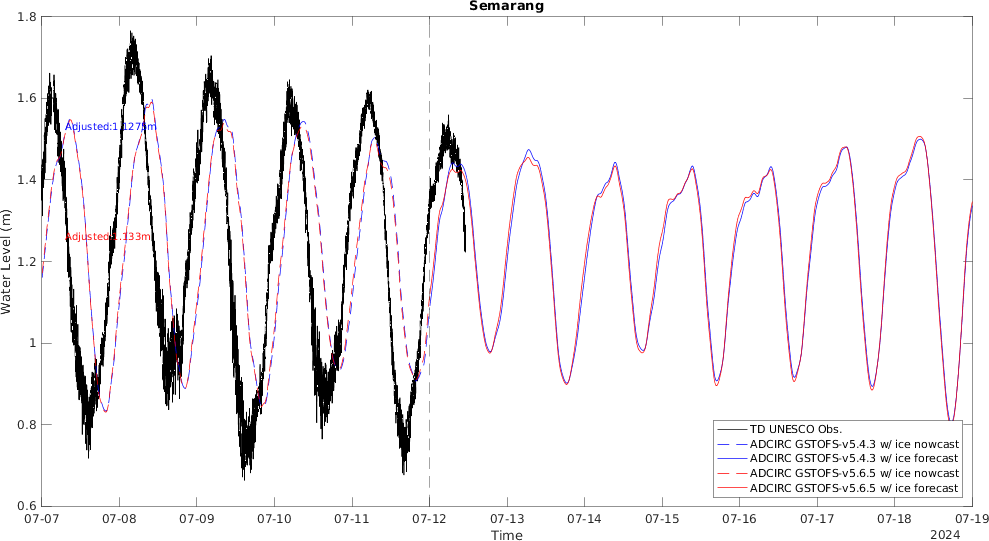 Semarang
1.8
1.6
1.4
1.2
1
0.8
0.6
Water Level (m)
Adjusted:1.1275m
Adjusted:1.133m
07-07
07-08
07-09
07-10
07-11
07-12
07-13
07-14
07-15
07-16
07-17
07-18
07-19
Time
2024
TD UNESCO Obs.
ADCIRC GSTOFS-v5.4.3 w/ ice nowcast
ADCIRC GSTOFS-v5.4.3 w/ ice forecast
ADCIRC GSTOFS-v5.6.5 w/ ice nowcast
ADCIRC GSTOFS-v5.6.5 w/ ice forecast